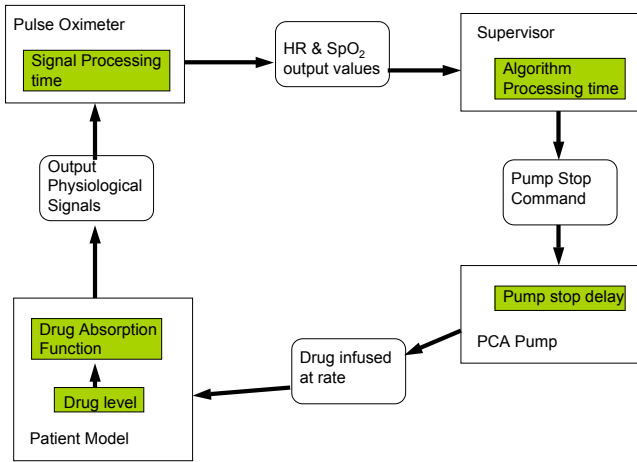 Pulse Oximeter
Signal Processing
time
HR & SpO₂
output values
Supervisor
Algorithm
Processing time
Output
Physiological
Signals
Pump Stop
Command
Pump stop delay
PCA Pump
Drug infused
at rate
Drug Absorption
Function
Drug level
Patient Model